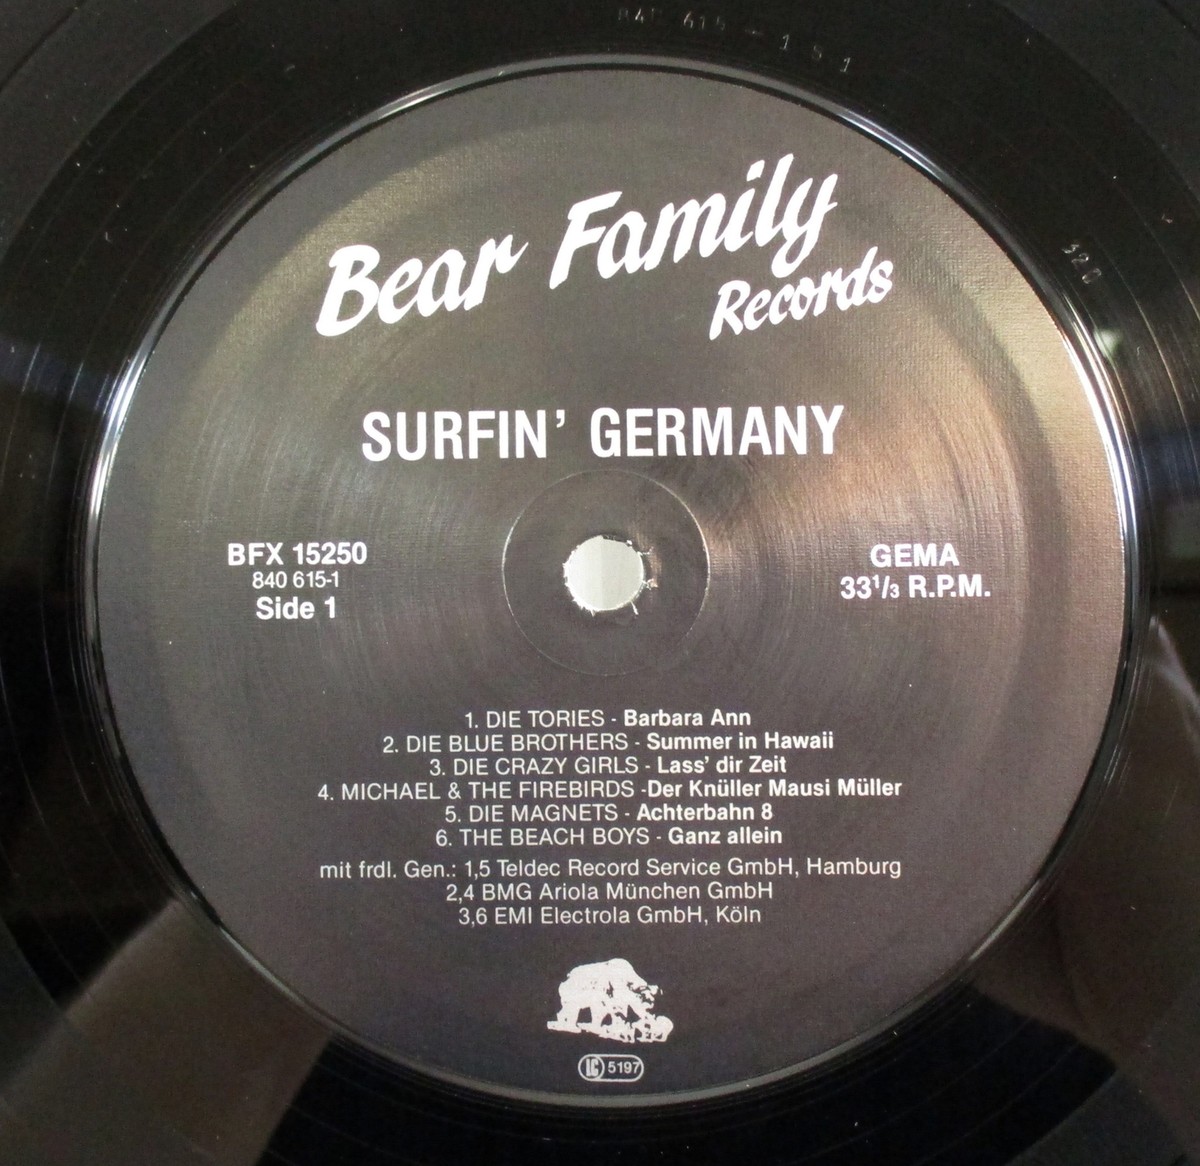 Bear Family
Records
SURFIN' GERMANY
BFX 15250
840 615-1
Side 1
GEMA
33¹/₃ R.P.M.
1. DIE TORIES - Barbara Ann
2. DIE BLUE BROTHERS - Summer in Hawaii
3. DIE CRAZY GIRLS - Lass' dir Zeit
4. MICHAEL & THE FIREBIRDS -Der Knüller Mausi Müller
5. DIE MAGNETS - Achterbahn 8
6. THE BEACH BOYS - Ganz allein
mit frdl. Gen.: 1,5 Teldec Record Service GmbH, Hamburg
2,4 BMG Ariola München GmbH
3,6 EMI Electrola GmbH, Köln
LC 5197